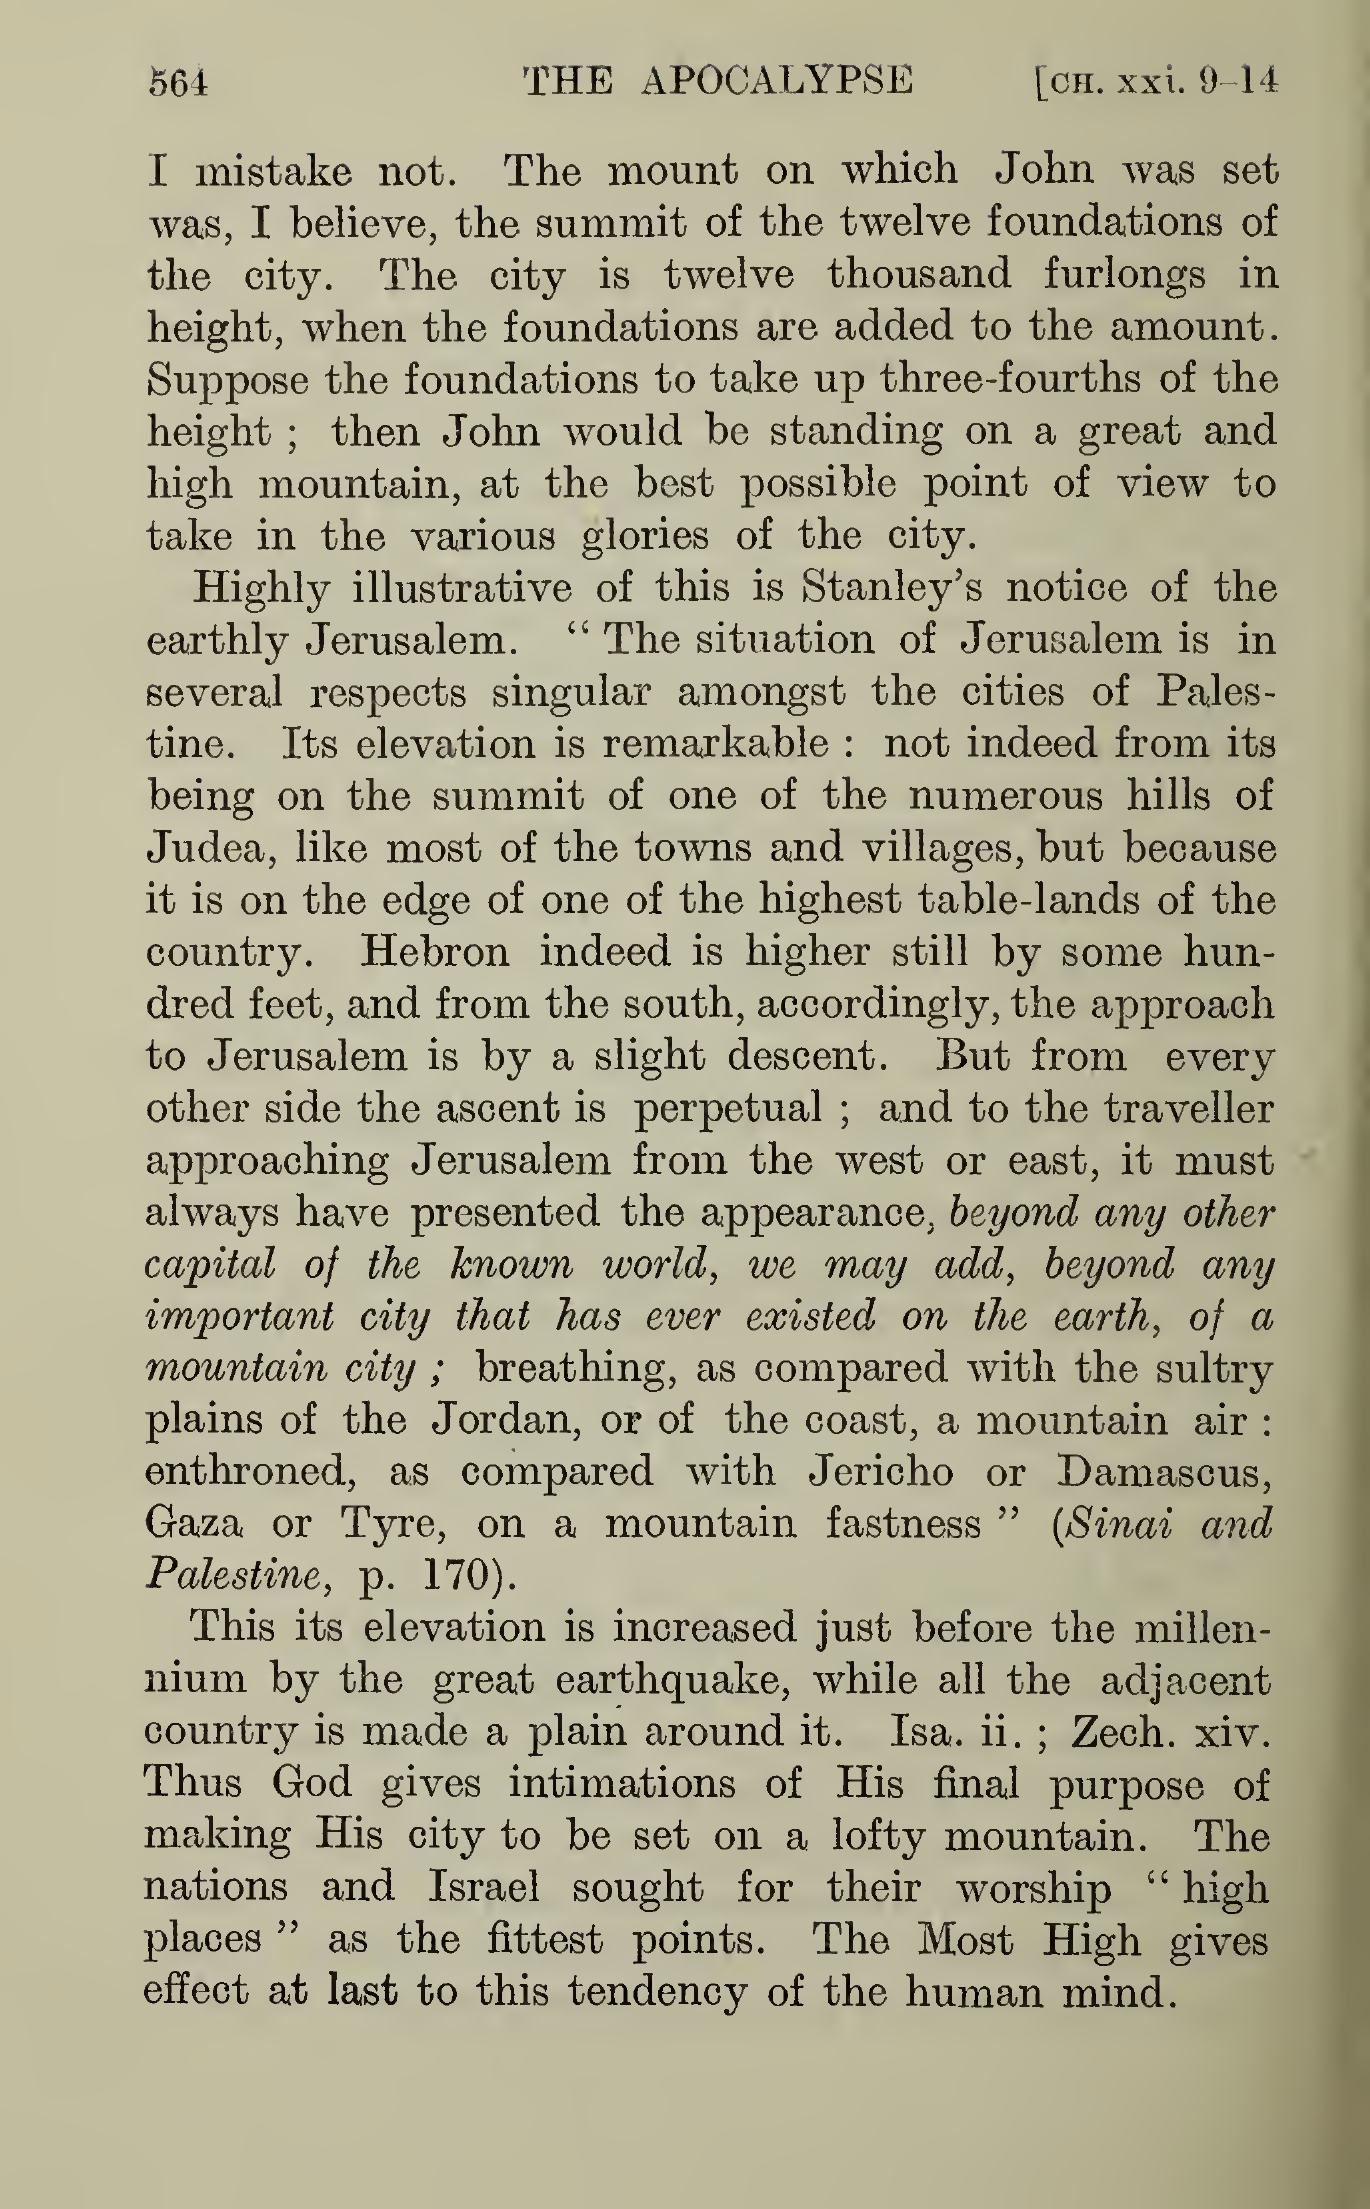 564 THE APOCALYPSE [CH. xxi. 9-14
I mistake not. The mount on which John was set
was, I believe, the summit of the twelve foundations of
the city. The city is twelve thousand furlongs in
height, when the foundations are added to the amount.
Suppose the foundations to take up three-fourths of the
height ; then John would be standing on a great and
high mountain, at the best possible point of view to
take in the various glories of the city.
Highly illustrative of this is Stanley's notice of the
earthly Jerusalem. “ The situation of Jerusalem is in
several respects singular amongst the cities of Pales-
tine. Its elevation is remarkable : not indeed from its
being on the summit of one of the numerous hills of
Judea, like most of the towns and villages, but because
it is on the edge of one of the highest table-lands of the
country. Hebron indeed is higher still by some hun-
dred feet, and from the south, accordingly, the approach
to Jerusalem is by a slight descent. But from every
other side the ascent is perpetual ; and to the traveller
approaching Jerusalem from the west or east, it must
always have presented the appearance, beyond any other
capital of the known world, we may add, beyond any
important city that has ever existed on the earth, of a
mountain city ; breathing, as compared with the sultry
plains of the Jordan, or of the coast, a mountain air :
enthroned, as compared with Jericho or Damascus,
Gaza or Tyre, on a mountain fastness ” (Sinai and
Palestine, p. 170).
This its elevation is increased just before the millen-
nium by the great earthquake, while all the adjacent
country is made a plain around it. Isa. ii. ; Zech. xiv.
Thus God gives intimations of His final purpose of
making His city to be set on a lofty mountain. The
nations and Israel sought for their worship “ high
places ” as the fittest points. The Most High gives
effect at last to this tendency of the human mind.